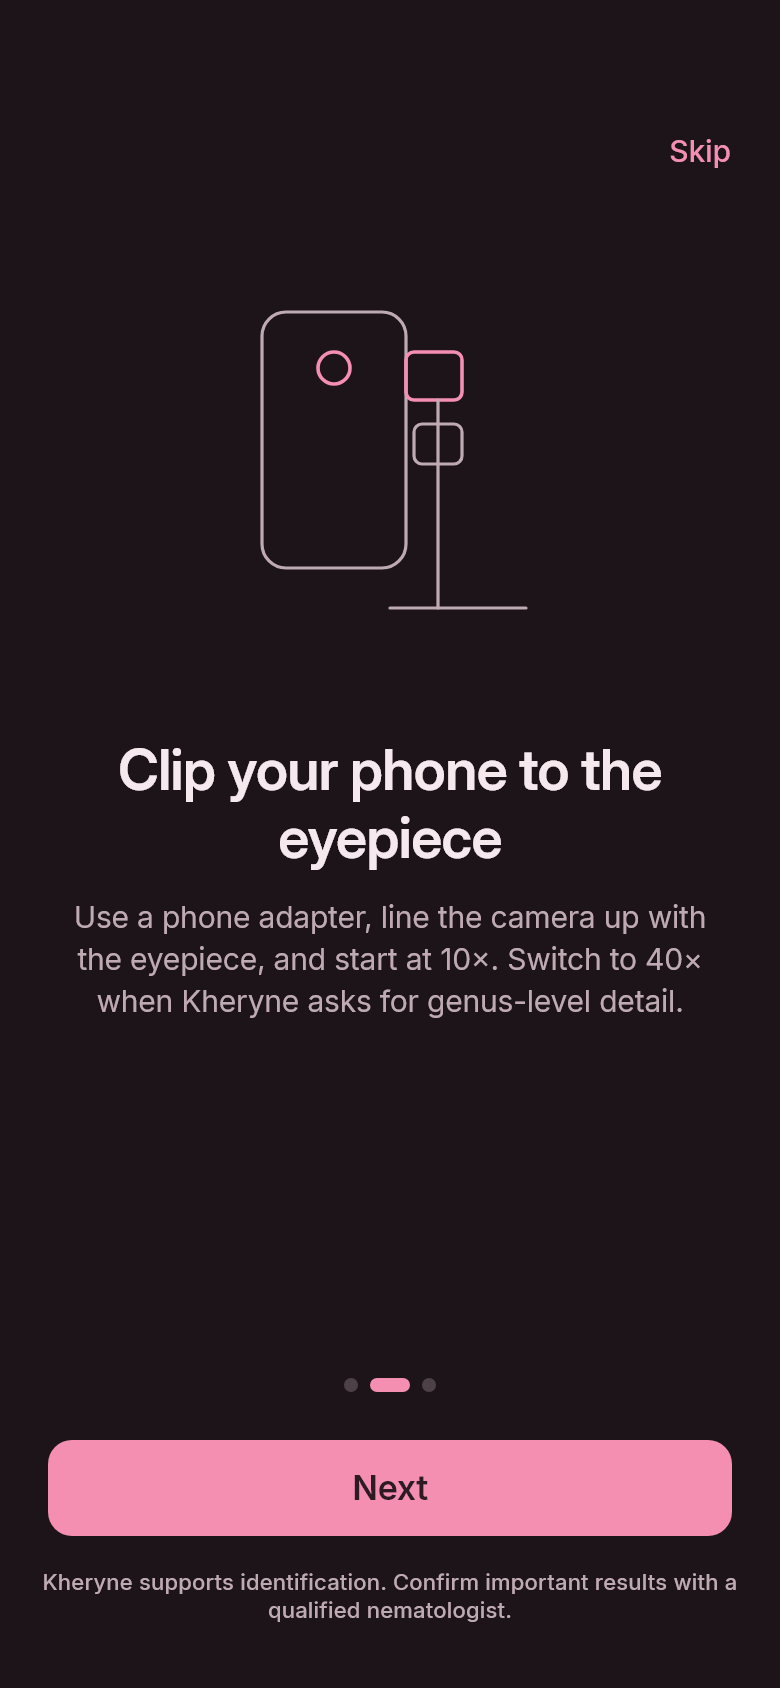 Skip
Clip your phone to the
eyepiece
Use a phone adapter, line the camera up with
the eyepiece, and start at 10×. Switch to 40×
when Kheryne asks for genus-level detail.
Next
Kheryne supports identification. Confirm important results with a
qualified nematologist.